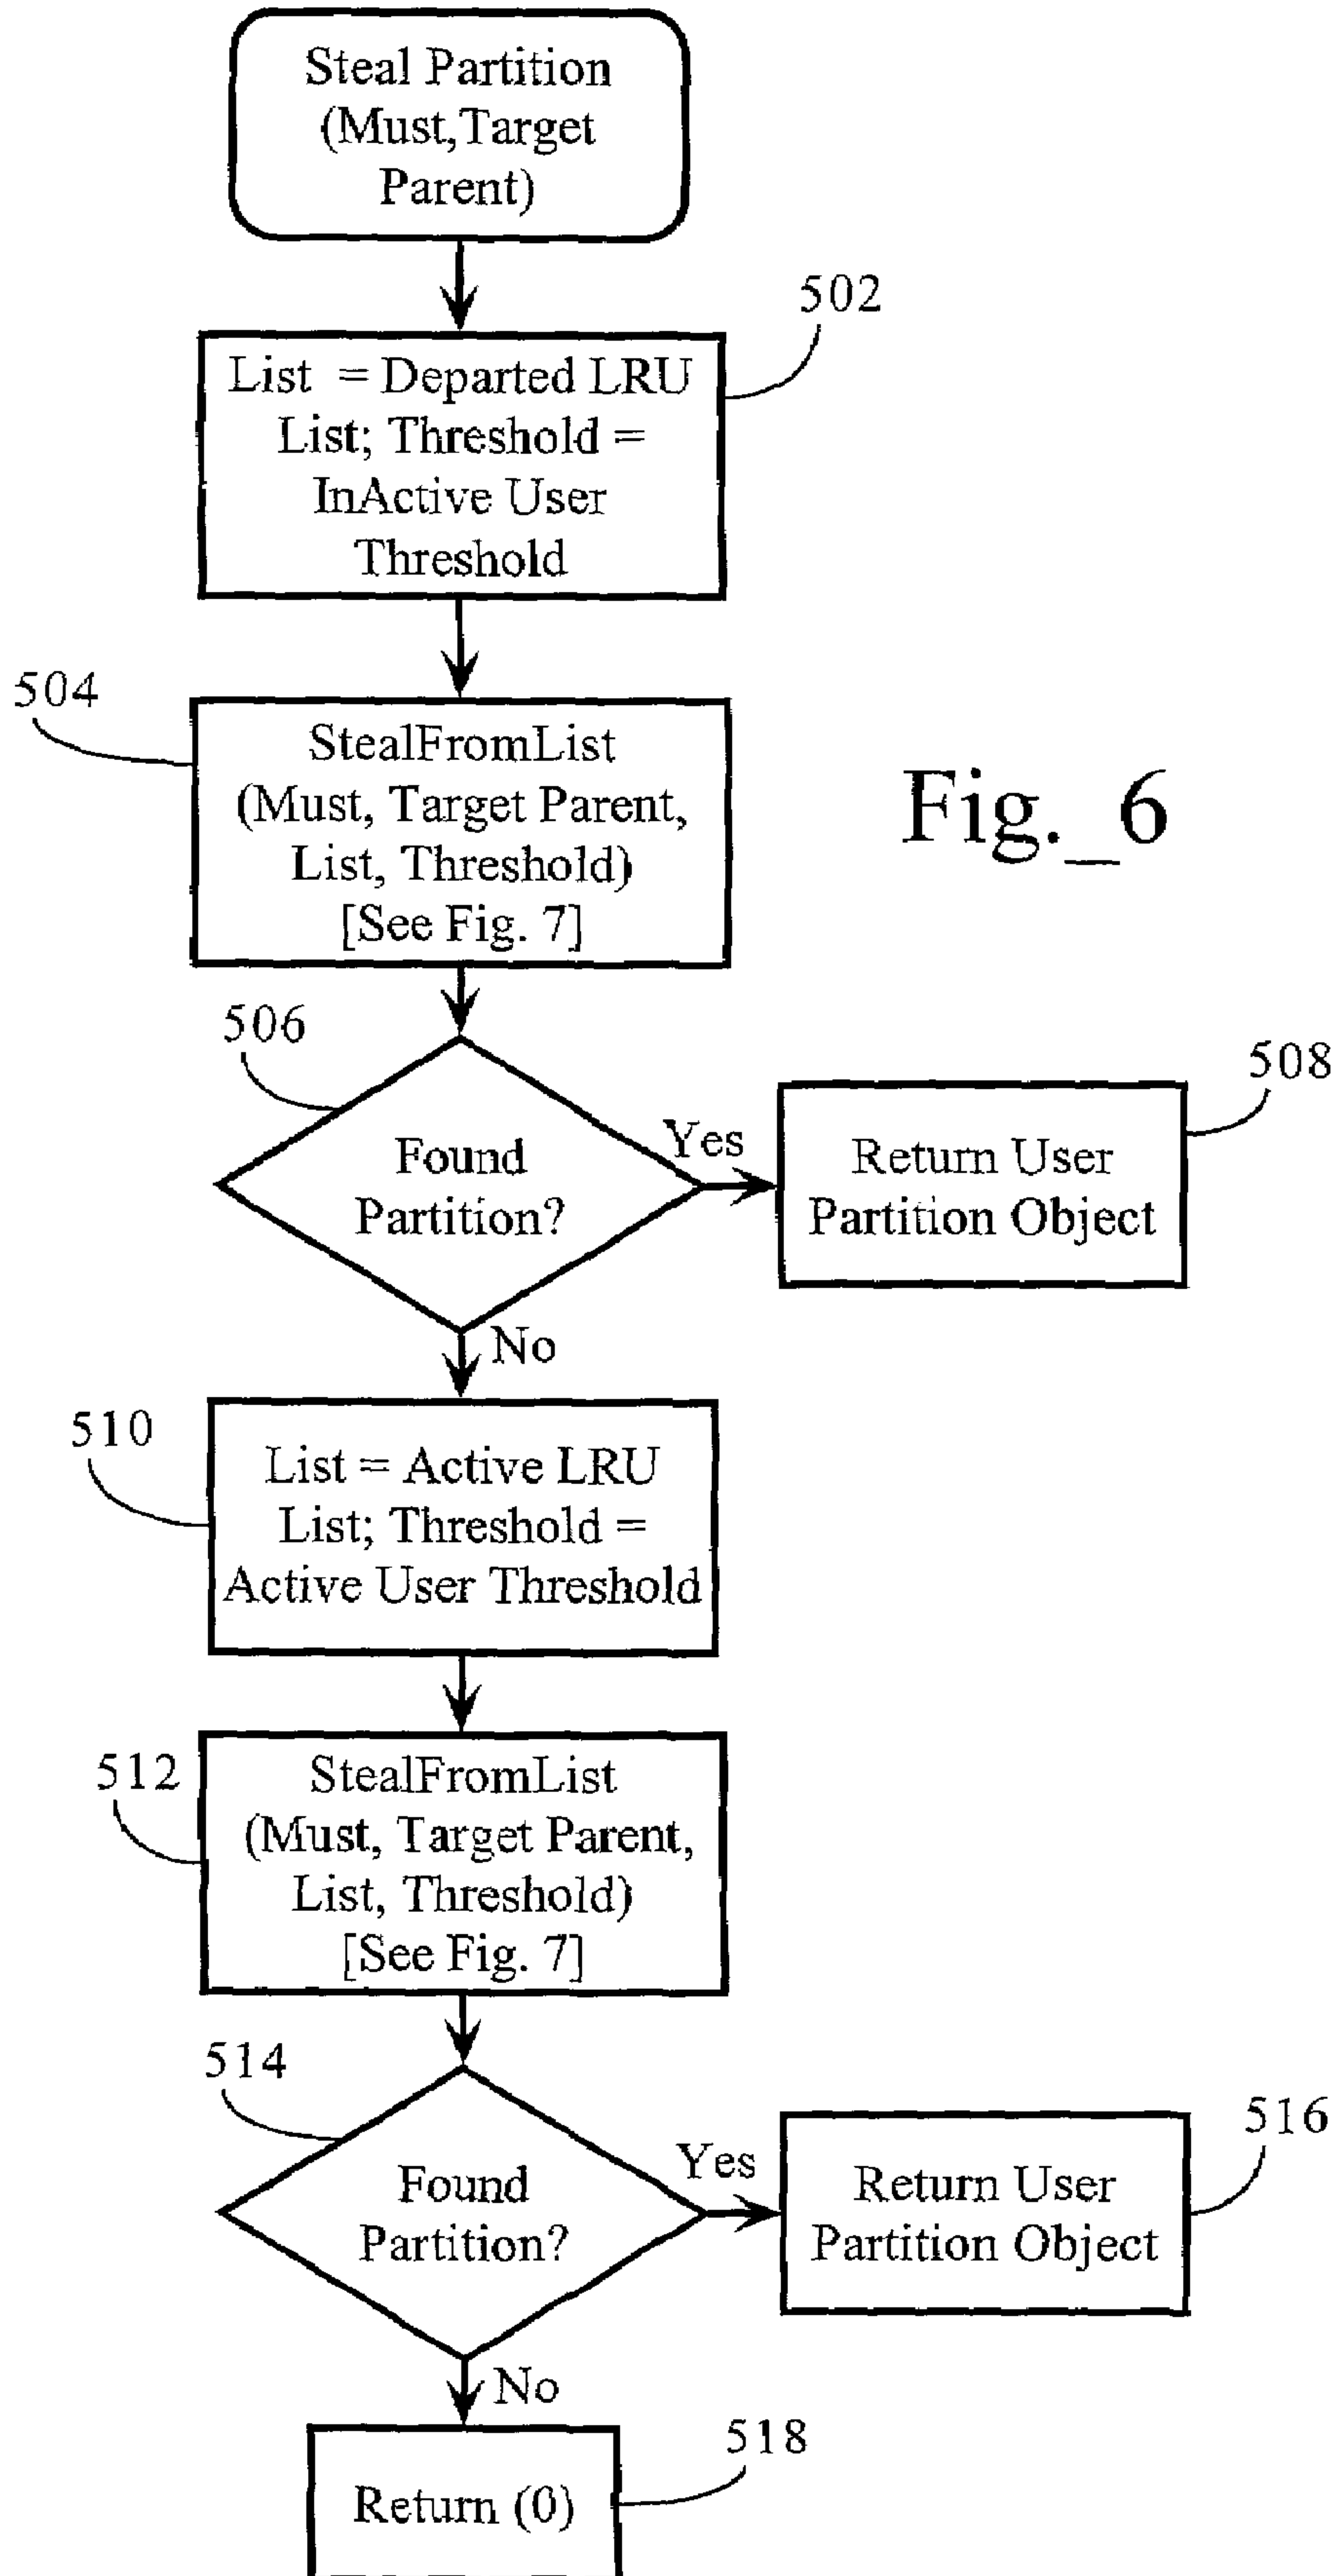 Steal Partition
(Must,Target
Parent)
502
List = Departed LRU
List; Threshold =
InActive User
Threshold
504
StealFromList
(Must, Target Parent,
List, Threshold)
[See Fig. 7]
Fig._6
506
Found
Partition?
Yes
508
Return User
Partition Object
No
510
List = Active LRU
List; Threshold =
Active User Threshold
512
StealFromList
(Must, Target Parent,
List, Threshold)
[See Fig. 7]
514
Found
Partition?
Yes
516
Return User
Partition Object
No
518
Return (0)